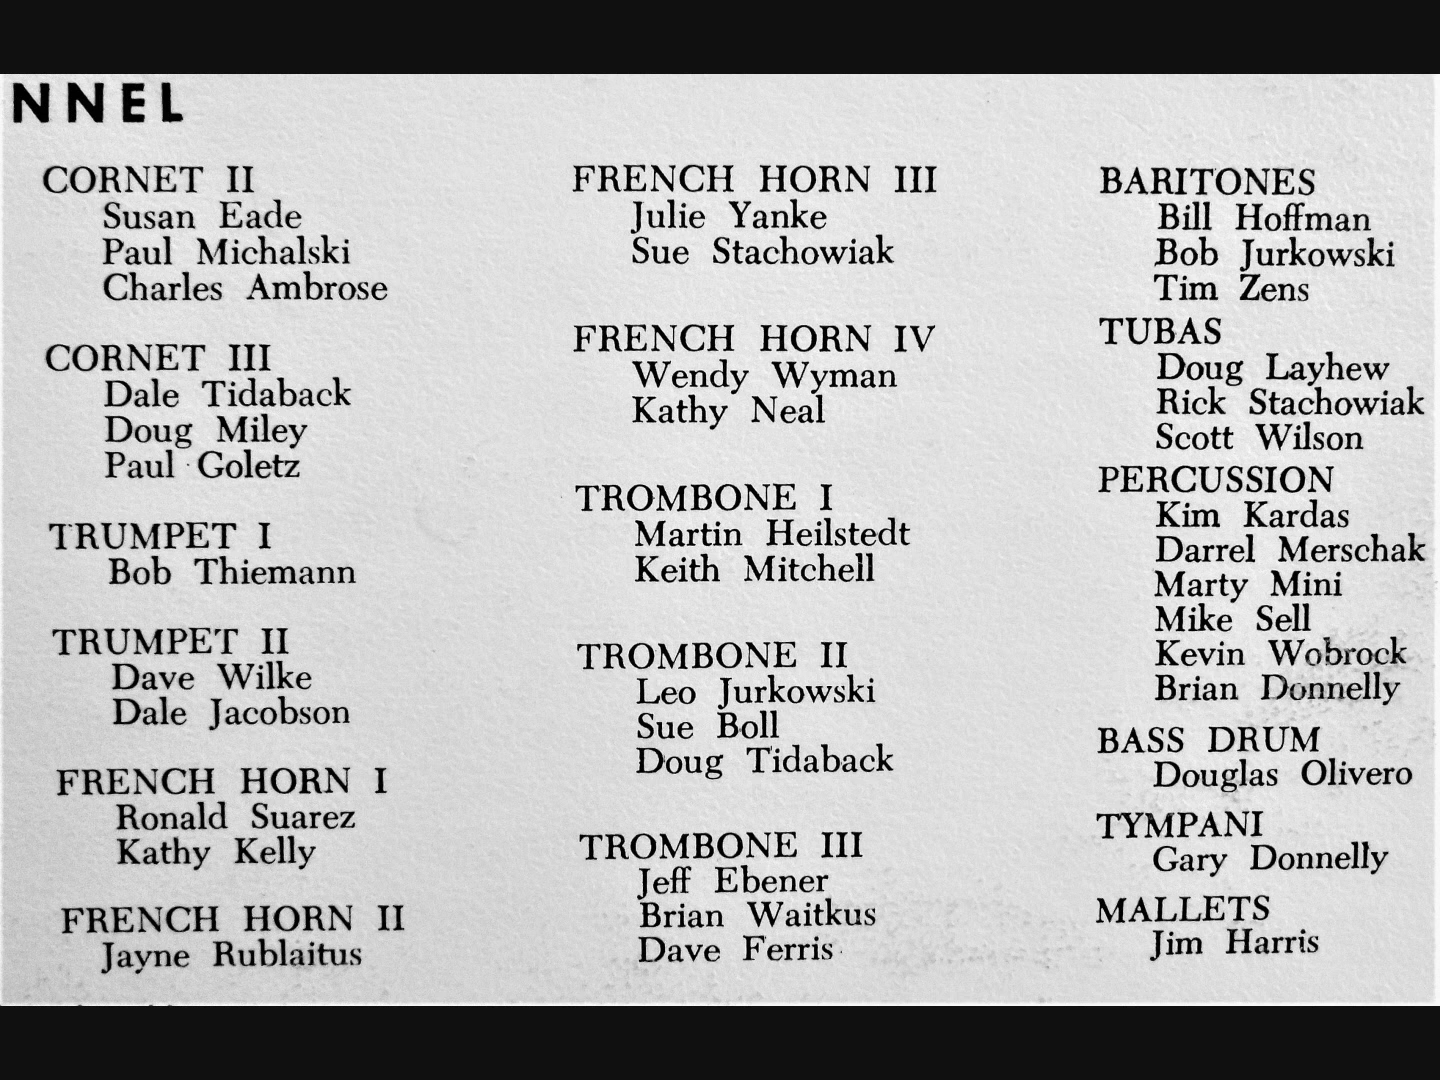 NNEL
CORNET II
Susan Eade
Paul Michalski
Charles Ambrose
CORNET III
Dale Tidaback
Doug Miley
Paul Goletz
TRUMPET I
Bob Thiemann
TRUMPET II
Dave Wilke
Dale Jacobson
FRENCH HORN I
Ronald Suarez
Kathy Kelly
FRENCH HORN II
Jayne Rublaitus
FRENCH HORN III
Julie Yanke
Sue Stachowiak
FRENCH HORN IV
Wendy Wyman
Kathy Neal
TROMBONE I
Martin Heilstedt
Keith Mitchell
TROMBONE II
Leo Jurkowski
Sue Boll
Doug Tidaback
TROMBONE III
Jeff Ebener
Brian Waitkus
Dave Ferris
BARITONES
Bill Hoffman
Bob Jurkowski
Tim Zens
TUBAS
Doug Layhew
Rick Stachowiak
Scott Wilson
PERCUSSION
Kim Kardas
Darrel Merschak
Marty Mini
Mike Sell
Kevin Wobrock
Brian Donnelly
BASS DRUM
Douglas Olivero
TYMPANI
Gary Donnelly
MALLETS
Jim Harris